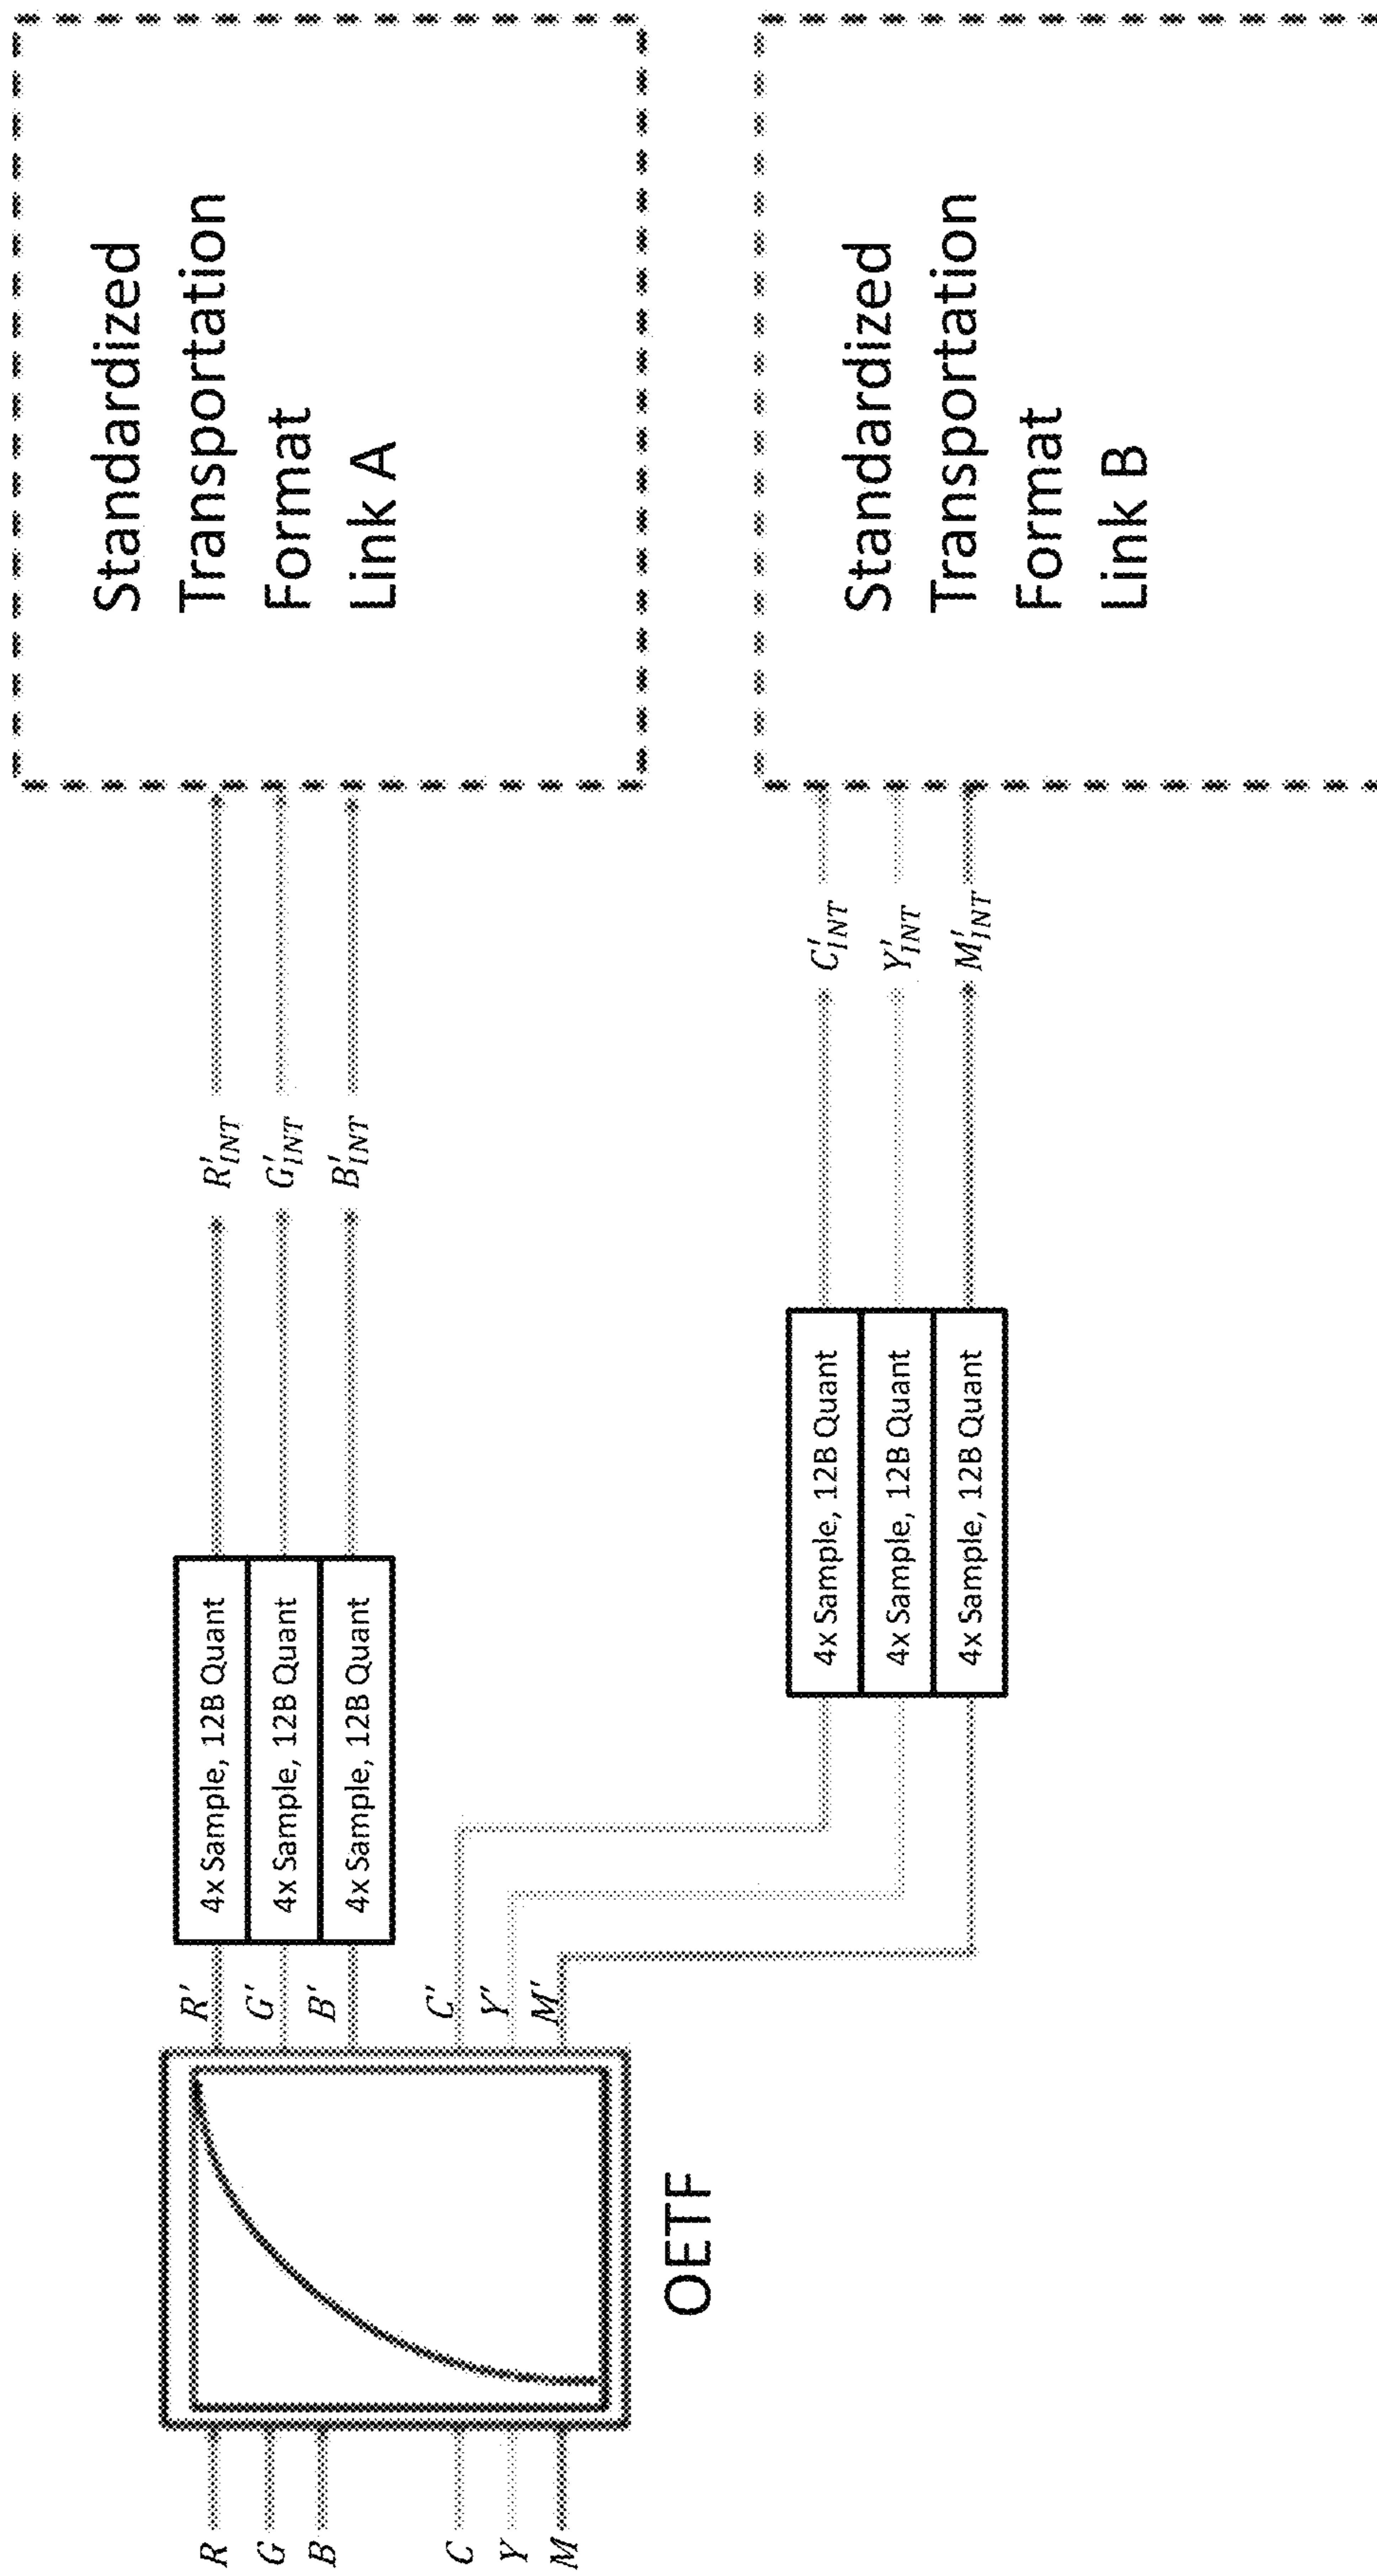 R
G
B
C
Y
M
OETF
R'
G'
B'
C'
Y'
M'
4x Sample, 12B Quant
4x Sample, 12B Quant
4x Sample, 12B Quant
4x Sample, 12B Quant
4x Sample, 12B Quant
4x Sample, 12B Quant
R'INT
G'INT
B'INT
C'INT
Y'INT
M'INT
Standardized
Transportation
Format
Link A
Standardized
Transportation
Format
Link B